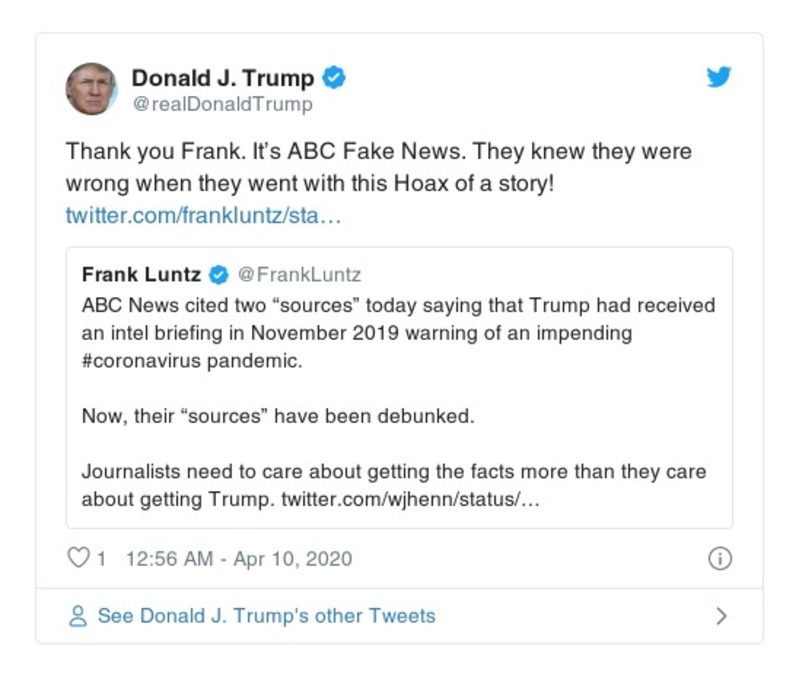 Donald J. Trump
@realDonaldTrump
Thank you Frank. It’s ABC Fake News. They knew they were
wrong when they went with this Hoax of a story!
twitter.com/frankluntz/sta…
Frank Luntz @FrankLuntz
ABC News cited two “sources” today saying that Trump had received
an intel briefing in November 2019 warning of an impending
#coronavirus pandemic.
Now, their “sources” have been debunked.
Journalists need to care about getting the facts more than they care
about getting Trump. twitter.com/wjhenn/status/…
1 12:56 AM - Apr 10, 2020
See Donald J. Trump's other Tweets